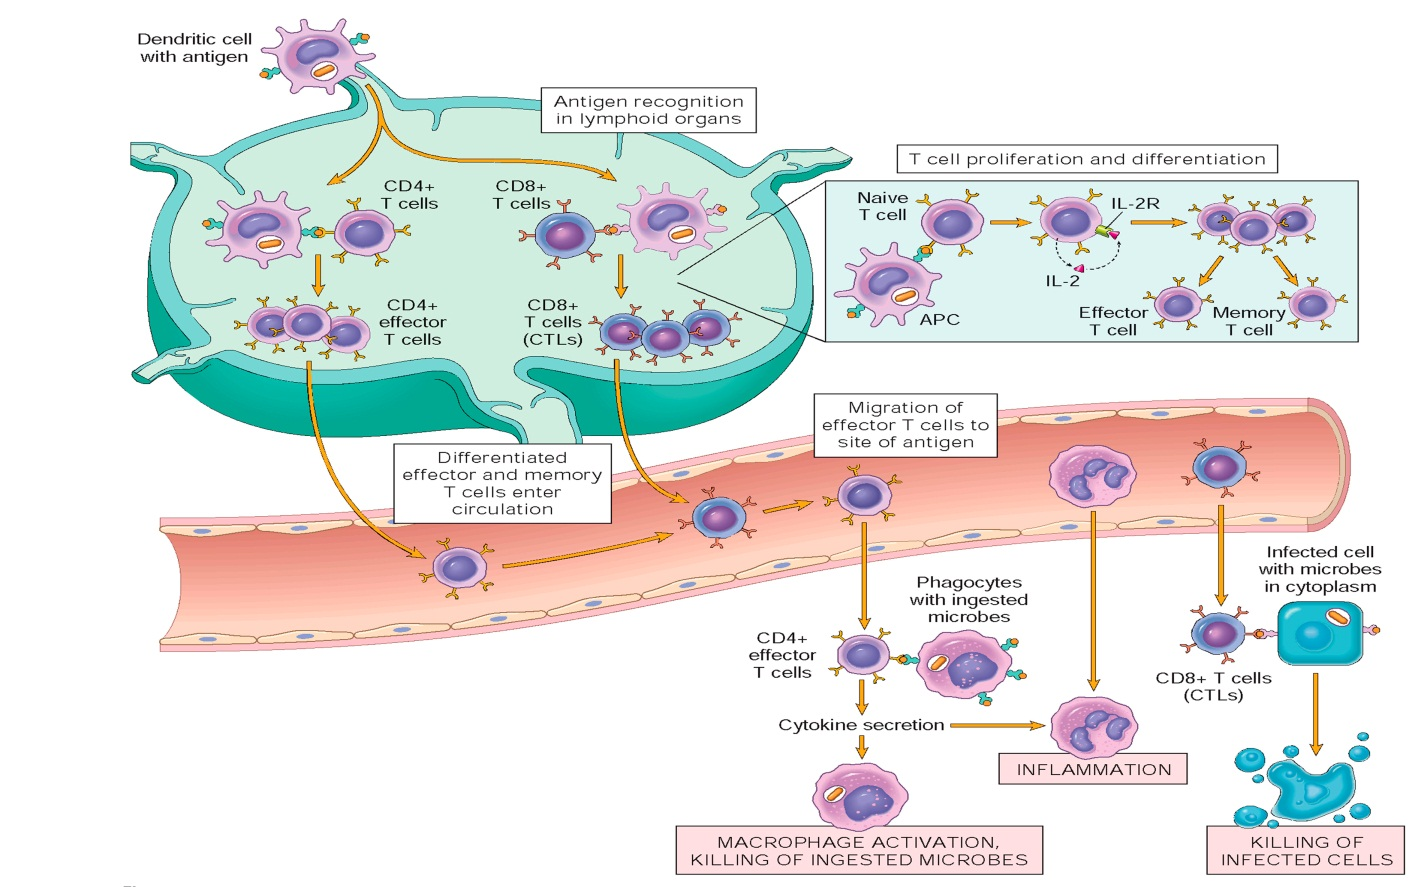 Dendritic cell
with antigen
Antigen recognition
in lymphoid organs
CD4+
T cells
CD8+
T cells
T cell proliferation and differentiation
Naive
T cell
IL-2R
IL-2
APC
Effector
T cell
Memory
T cell
CD4+
effector
T cells
CD8+
T cells
(CTLs)
Differentiated
effector and memory
T cells enter
circulation
Migration of
effector T cells to
site of antigen
Phagocytes
with ingested
microbes
CD4+
effector
T cells
Infected cell
with microbes
in cytoplasm
CD8+ T cells
(CTLs)
Cytokine secretion
INFLAMMATION
MACROPHAGE ACTIVATION,
KILLING OF INGESTED MICROBES
KILLING OF
INFECTED CELLS